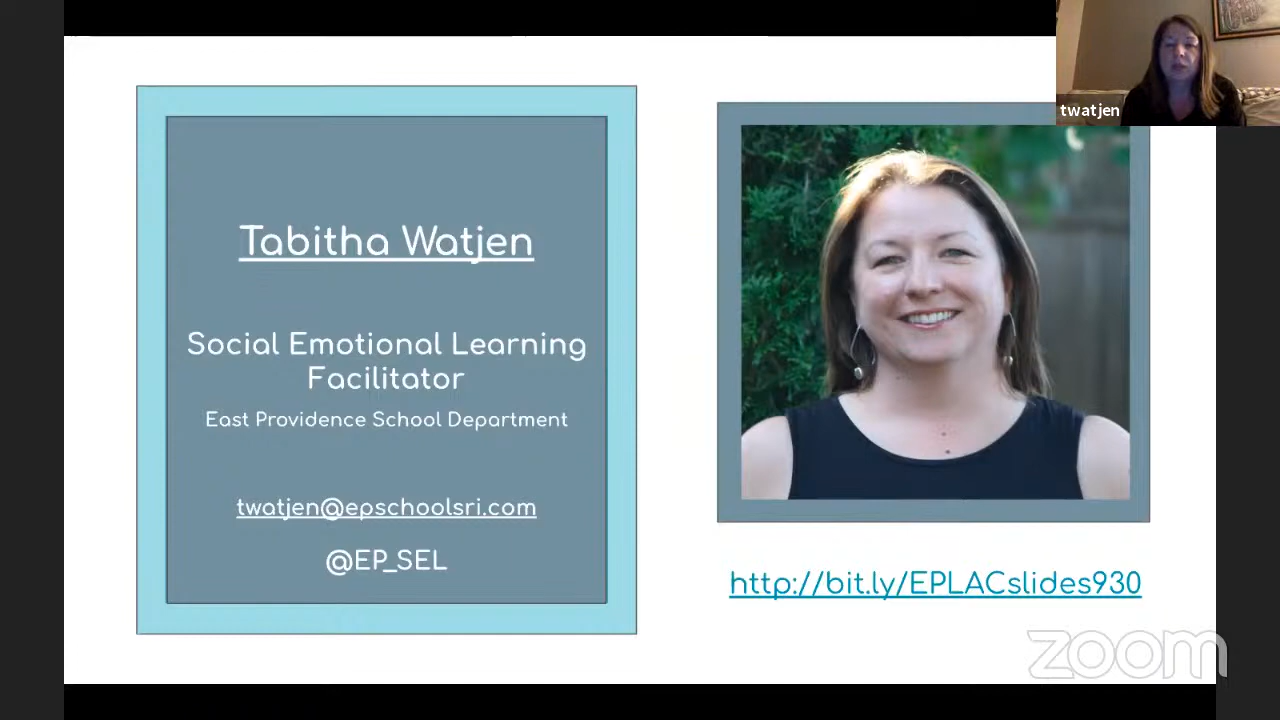 Tabitha Watjen
Social Emotional Learning
Facilitator
East Providence School Department
twatjen@epschoolsri.com
@EP_SEL
twatjen
http://bit.ly/EPLACslides930
zoom